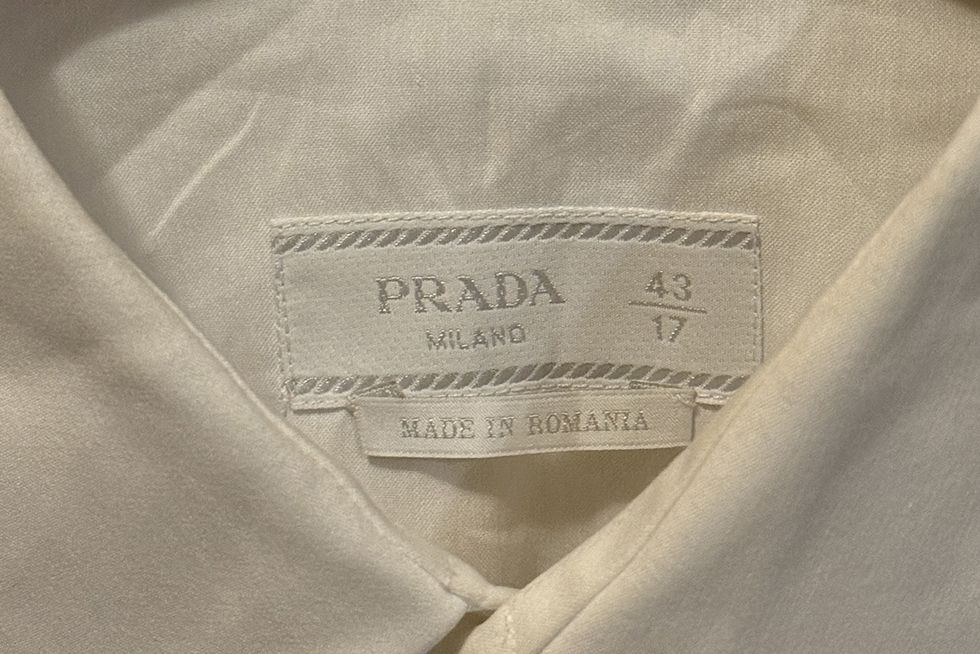 PRADA
MILANO
43
17
MADE IN ROMANIA